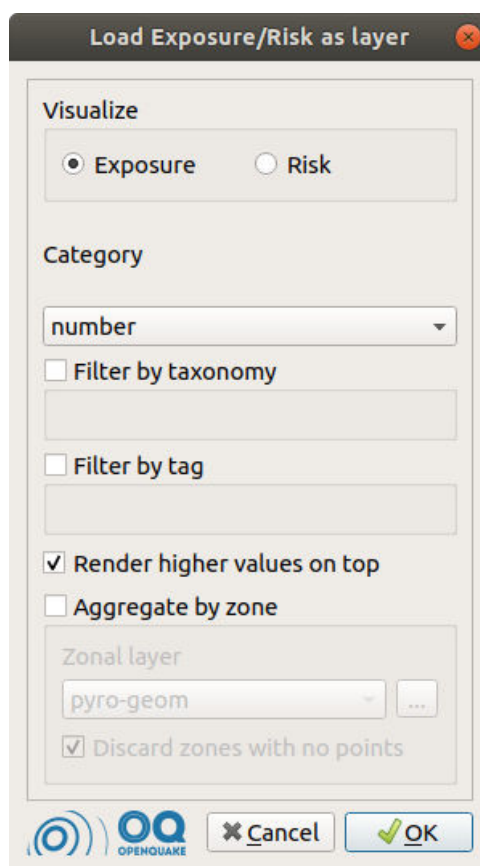 Load Exposure/Risk as layer
Visualize
Exposure Risk
Category
number
Filter by taxonomy
Filter by tag
Render higher values on top
Aggregate by zone
Zonal layer
pyro-geom ...
Discard zones with no points
OQ
OPENQUAKE
Cancel OK